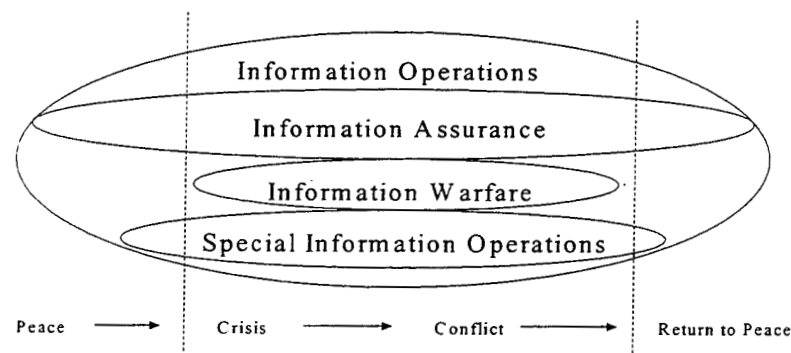 Information Operations
Information Assurance
Information Warfare
Special Information Operations
Peace Crisis Conflict Return to Peace